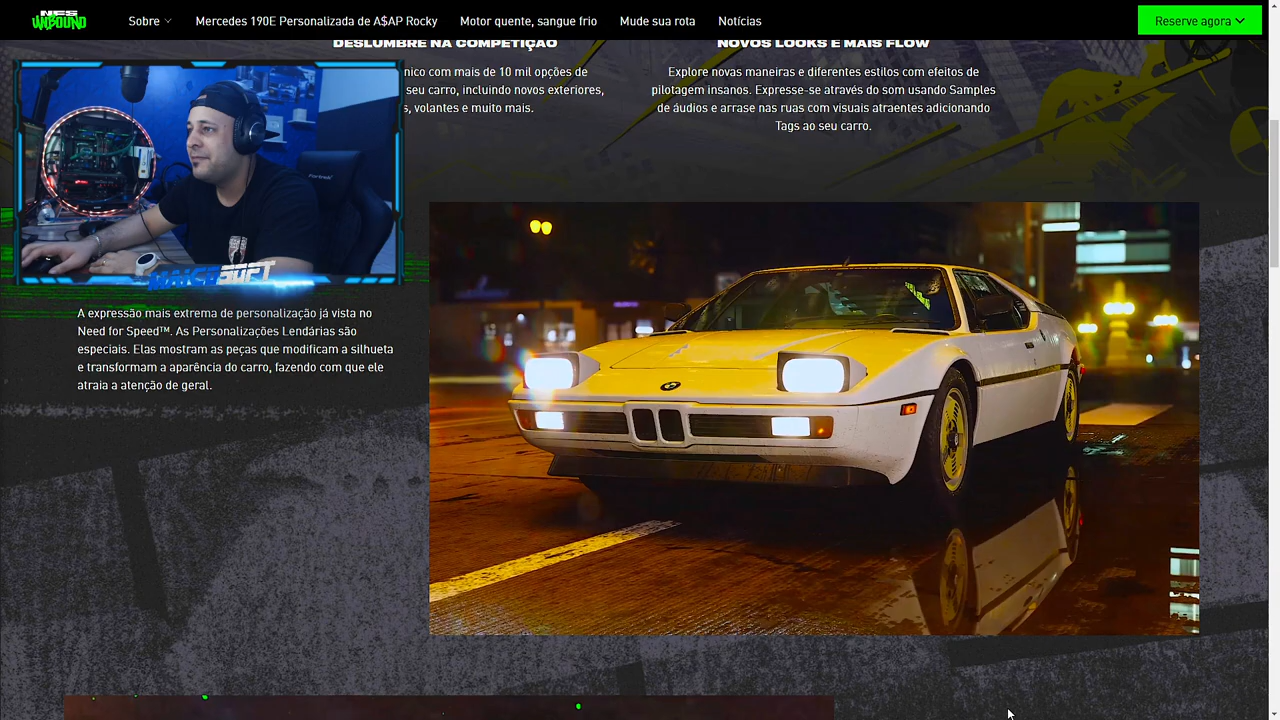 NFS
UNBOUND
Sobre
Mercedes 190E Personalizada de A$AP Rocky
Motor quente, sangue frio
Mude sua rota
Notícias
Reserve agora
DESLUMBRE NA COMPETIÇÃO
nico com mais de 10 mil opções de
seu carro, incluindo novos exteriores,
s, volantes e muito mais.
NOVOS LOOKS E MAIS FLOW
Explore novas maneiras e diferentes estilos com efeitos de
pilotagem insanos. Expresse-se através do som usando Samples
de áudios e arrase nas ruas com visuais atraentes adicionando
Tags ao seu carro.
A expressão mais extrema de personalização já vista no
Need for Speed™. As Personalizações Lendárias são
especiais. Elas mostram as peças que modificam a silhueta
e transformam a aparência do carro, fazendo com que ele
atraia a atenção de geral.